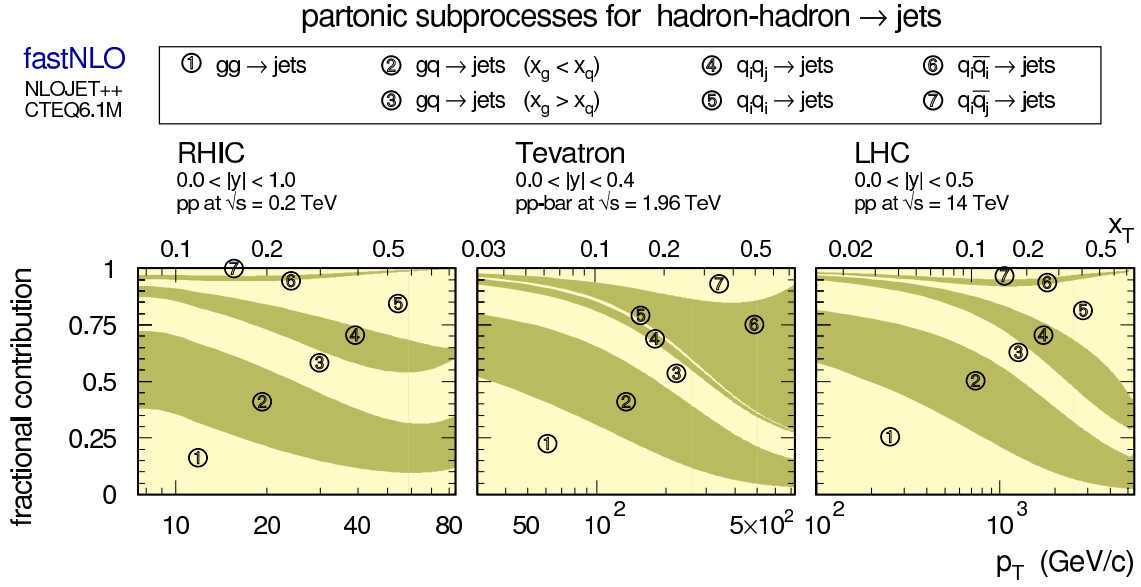 partonic subprocesses for hadron-hadron → jets
fastNLO
NLOJET++
CTEQ6.1M
① gg → jets ② gq → jets (x_g < x_q) ④ q_i q_j → jets ⑥ q_i q̅_i → jets
③ gq → jets (x_g > x_q) ⑤ q_i q_i → jets ⑦ q_i q̅_j → jets
RHIC
0.0 < |y| < 1.0
pp at √s = 0.2 TeV
Tevatron
0.0 < |y| < 0.4
pp-bar at √s = 1.96 TeV
LHC
0.0 < |y| < 0.5
pp at √s = 14 TeV
x_T
0.1 0.2 0.5 0.03 0.1 0.2 0.5 0.02 0.1 0.2 0.5
fractional contribution
1
0.75
0.5
0.25
0
⑦ ⑥ ⑤ ④ ③ ② ①
⑦ ⑥ ⑤ ④ ③ ② ①
⑦ ⑥ ⑤ ④ ③ ② ①
10 20 40 80 50 10² 5×10² 10² 10³
p_T (GeV/c)